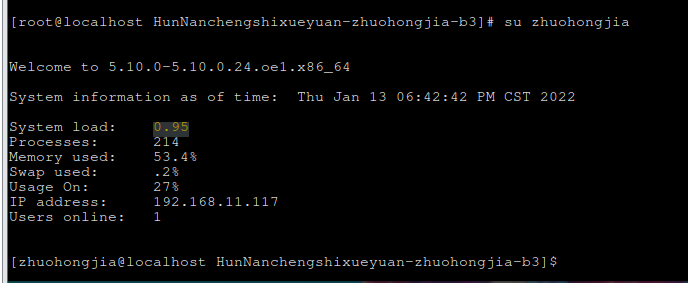 [root@localhost HunNanchengshixueyuan-zhuohongjia-b3]# su zhuohongjia
Welcome to 5.10.0-5.10.0.24.oe1.x86_64
System information as of time:  Thu Jan 13 06:42:42 PM CST 2022
System load:    0.95
Processes:      214
Memory used:    53.4%
Swap used:      .2%
Usage On:       27%
IP address:     192.168.11.117
Users online:   1
[zhuohongjia@localhost HunNanchengshixueyuan-zhuohongjia-b3]$